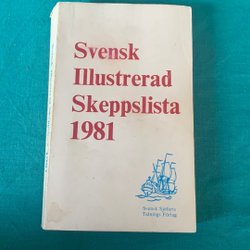 Svensk
Illustrerad
Skeppslista
1981
Svensk Sjöfarts
Tidnings Förlag